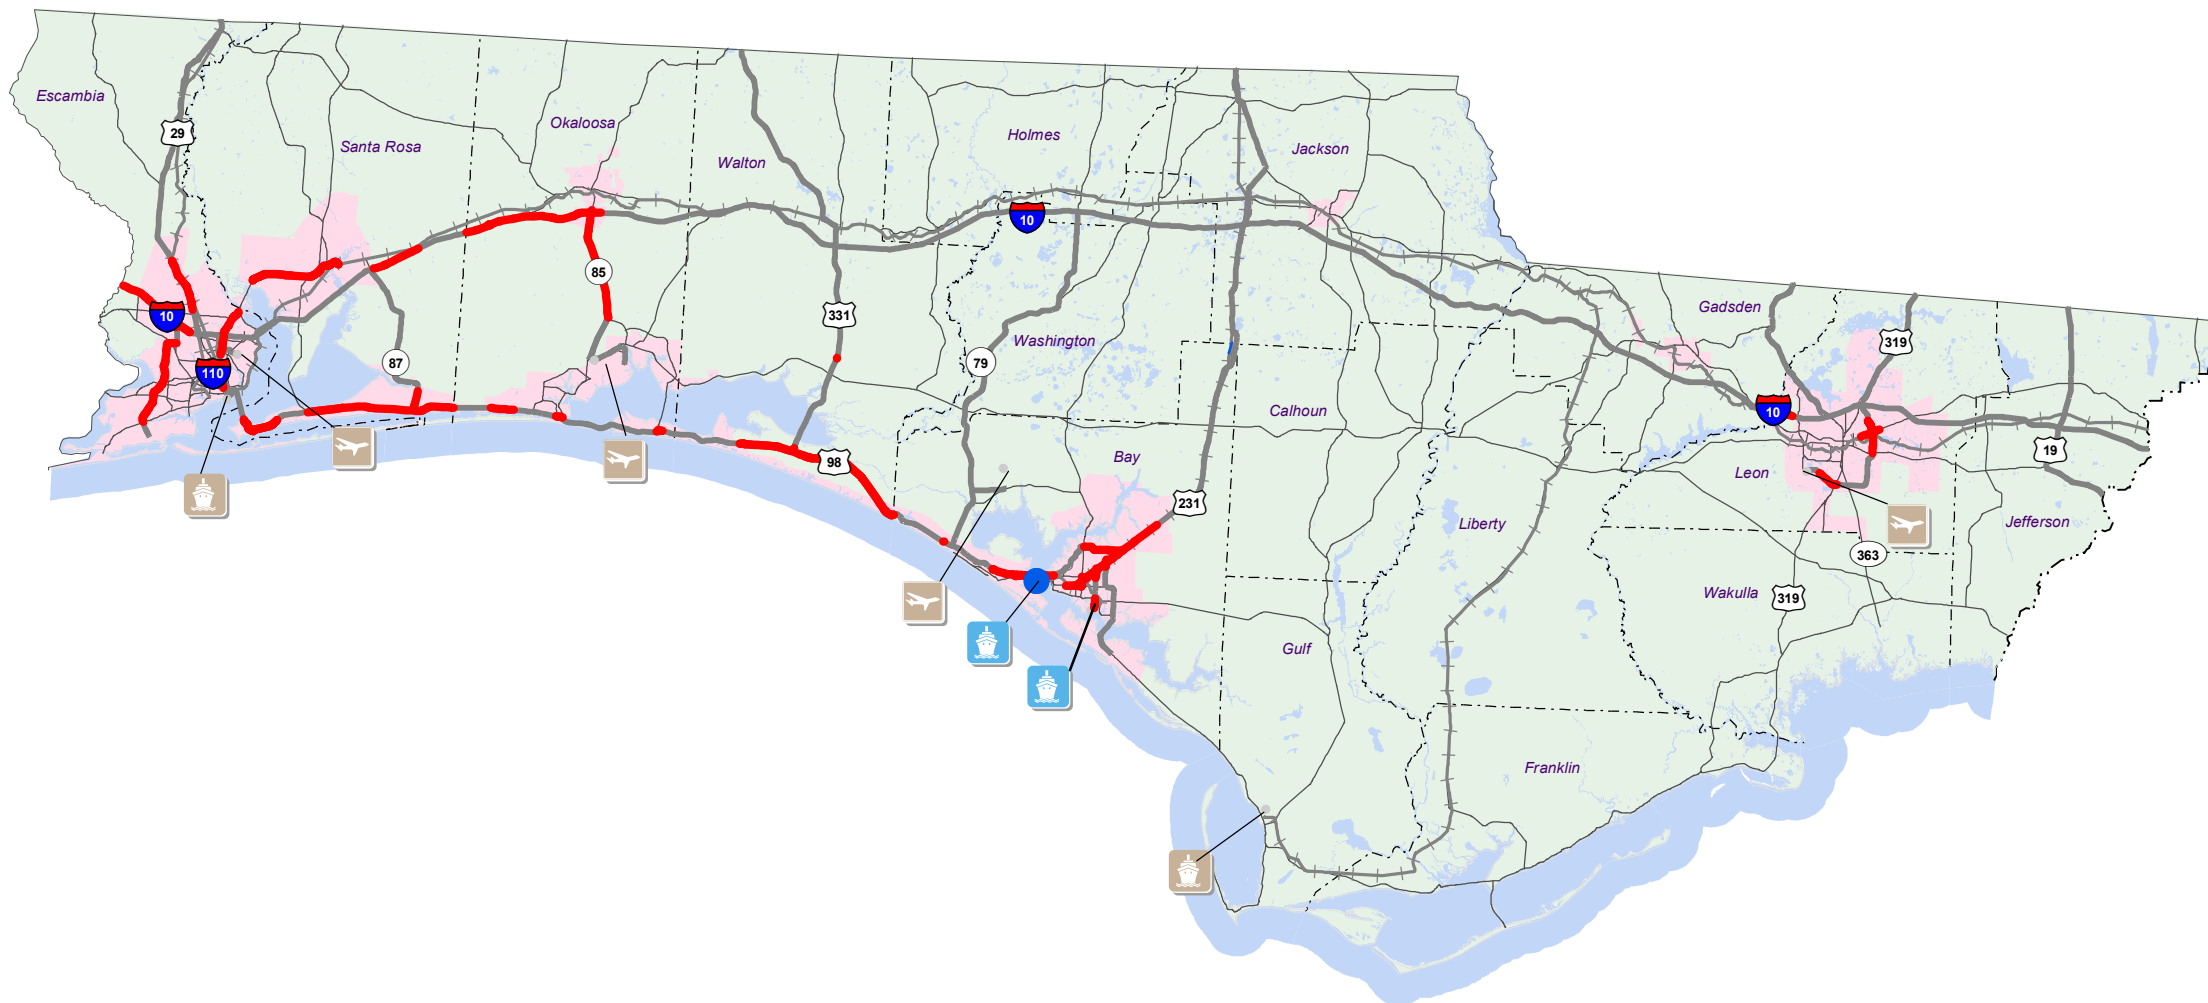 Escambia
29
Santa Rosa
Okaloosa
Walton
Holmes
Jackson
10
85
331
10
110
87
79
Washington
Calhoun
98
Bay
231
Gadsden
319
10
19
Leon
Liberty
Jefferson
363
Wakulla
319
Gulf
Franklin